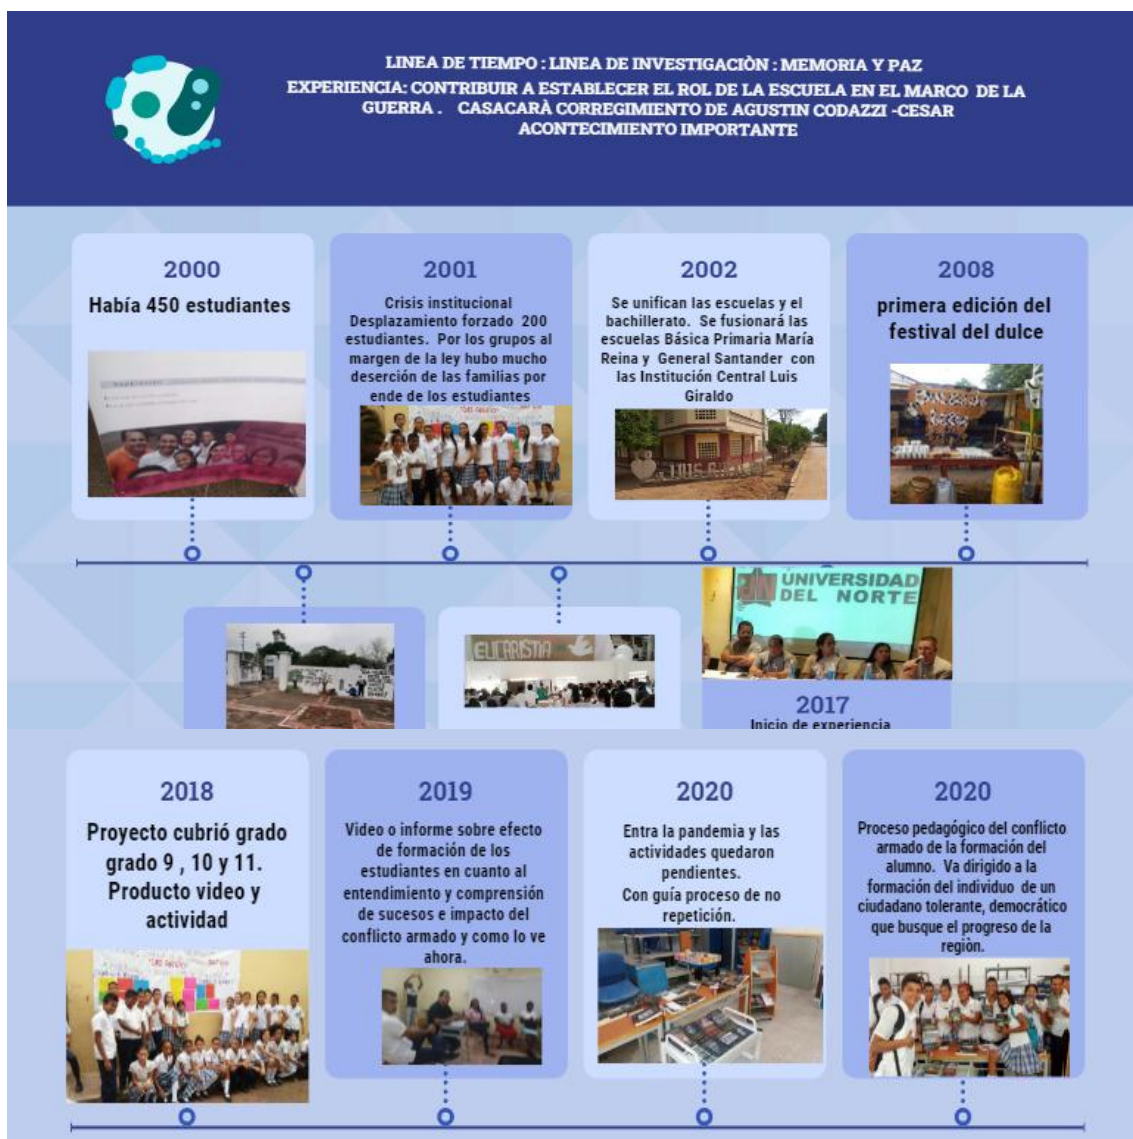 LINEA DE TIEMPO : LINEA DE INVESTIGACIÒN : MEMORIA Y PAZ
EXPERIENCIA: CONTRIBUIR A ESTABLECER EL ROL DE LA ESCUELA EN EL MARCO DE LA
GUERRA . CASACARÀ CORREGIMIENTO DE AGUSTIN CODAZZI -CESAR
ACONTECIMIENTO IMPORTANTE
2000
Había 450 estudiantes
2001
Crisis institucional
Desplazamiento forzado 200
estudiantes. Por los grupos al
margen de la ley hubo mucho
deserción de las familias por
ende de los estudiantes
2002
Se unifican las escuelas y el
bachillerato. Se fusionará las
escuelas Básica Primaria María
Reina y General Santander con
las Institución Central Luis
Giraldo
LUIS
2008
primera edición del
festival del dulce
EUCARISTIA
UNIVERSIDAD
DEL NORTE
2017
Inicio de experiencia
2018
Proyecto cubrió grado
grado 9 , 10 y 11.
Producto video y
actividad
2019
Video o informe sobre efecto
de formación de los
estudiantes en cuanto al
entendimiento y comprensión
de sucesos e impacto del
conflicto armado y como lo ve
ahora.
2020
Entra la pandemia y las
actividades quedaron
pendientes.
Con guía proceso de no
repetición.
2020
Proceso pedagógico del conflicto
armado de la formación del
alumno. Va dirigido a la
formación del individuo de un
ciudadano tolerante, democrático
que busque el progreso de la
regiòn.